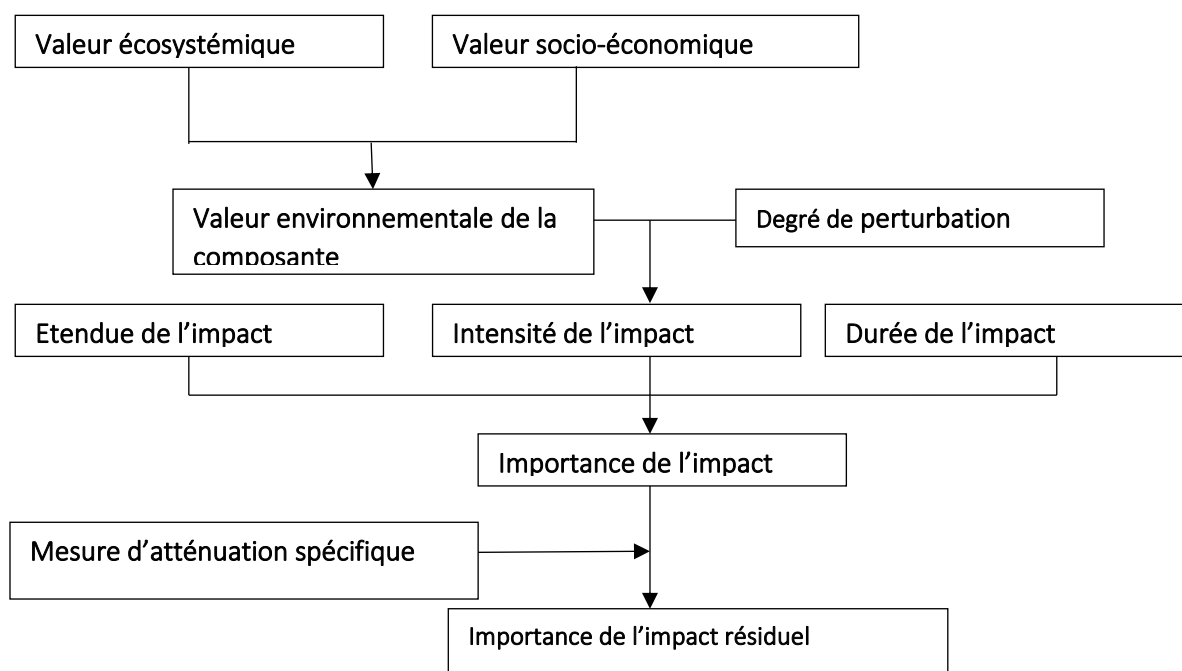 Valeur écosystémique
Valeur socio-économique
Valeur environnementale de la
composante
Degré de perturbation
Etendue de l’impact
Intensité de l’impact
Durée de l’impact
Importance de l’impact
Mesure d’atténuation spécifique
Importance de l’impact résiduel